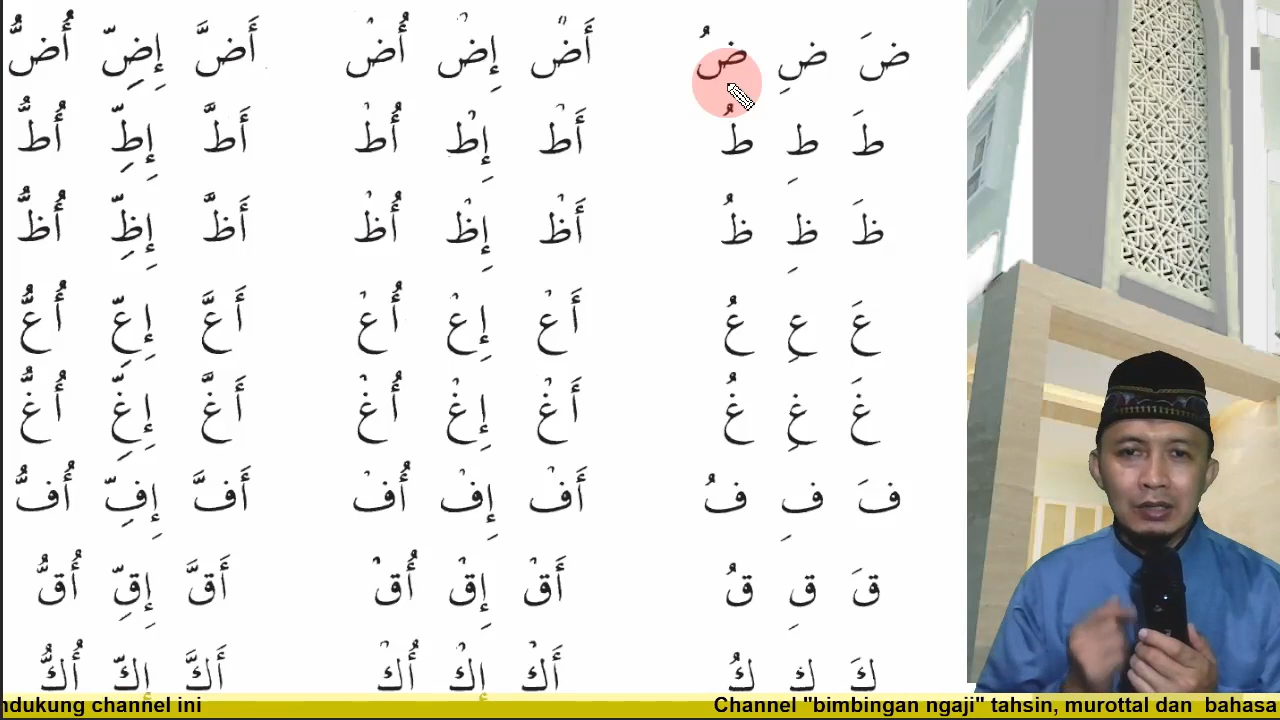 ضَ ضِ ضُ أَضْ إِضْ أُضْ أَضَّ إِضِّ أُضُّ
طَ طِ طُ أَطْ إِطْ أُطْ أَطَّ إِطِّ أُطُّ
ظَ ظِ ظُ أَظْ إِظْ أُظْ أَظَّ إِظِّ أُظُّ
عَ عِ عُ أَعْ إِعْ أُعْ أَعَّ إِعِّ أُعُّ
غَ غِ غُ أَغْ إِغْ أُغْ أَغَّ إِغِّ أُغُّ
فَ فِ فُ أَفْ إِفْ أُفْ أَفَّ إِفِّ أُفُّ
قَ قِ قُ أَقْ إِقْ أُقْ أَقَّ إِقِّ أُقُّ
كَ كِ كُ أَكْ إِكْ أُكْ أَكَّ إِكِّ أُكُّ
ndukung channel ini Channel "bimbingan ngaji" tahsin, murottal dan bahasa